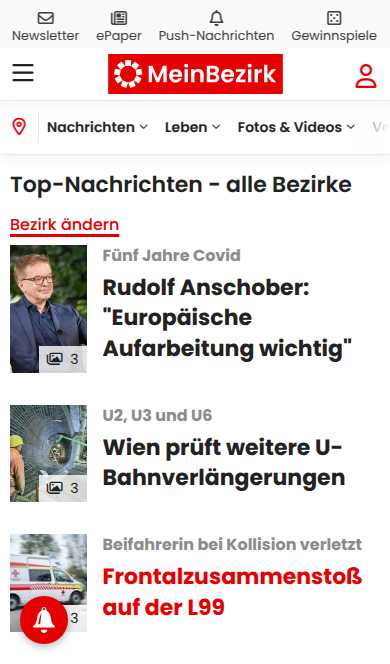 Newsletter ePaper Push-Nachrichten Gewinnspiele
MeinBezirk
Nachrichten Leben Fotos & Videos
Top-Nachrichten - alle Bezirke
Bezirk ändern
Fünf Jahre Covid
Rudolf Anschober:
"Europäische
Aufarbeitung wichtig"
3
U2, U3 und U6
Wien prüft weitere U-
Bahnverlängerungen
3
Beifahrerin bei Kollision verletzt
Frontalzusammenstoß
auf der L99
3